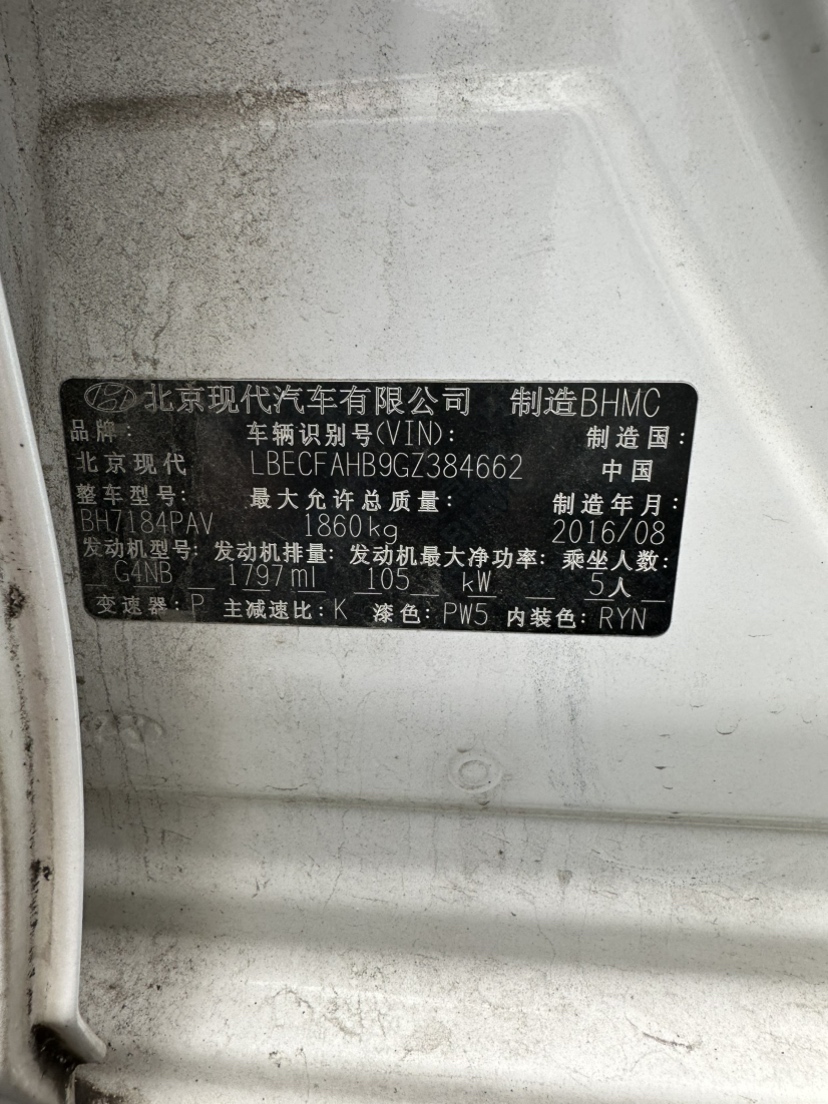 北京现代汽车有限公司 制造BHMC
品牌: 车辆识别号(VIN): 制造国:
北京现代 LBECFAHB9GZ384662 中国
整车型号: 最大允许总质量: 制造年月:
BH7184PAV 1860kg 2016/08
发动机型号: 发动机排量: 发动机最大净功率: 乘坐人数:
G4NB 1797ml 105 kW 5人
变速器: P 主减速比: K 漆色: PW5 内装色: RYN